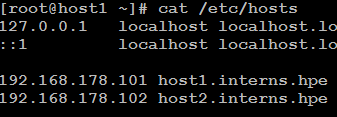 [root@host1 ~]# cat /etc/hosts
127.0.0.1   localhost localhost.lo
::1         localhost localhost.lo
192.168.178.101 host1.interns.hpe
192.168.178.102 host2.interns.hpe